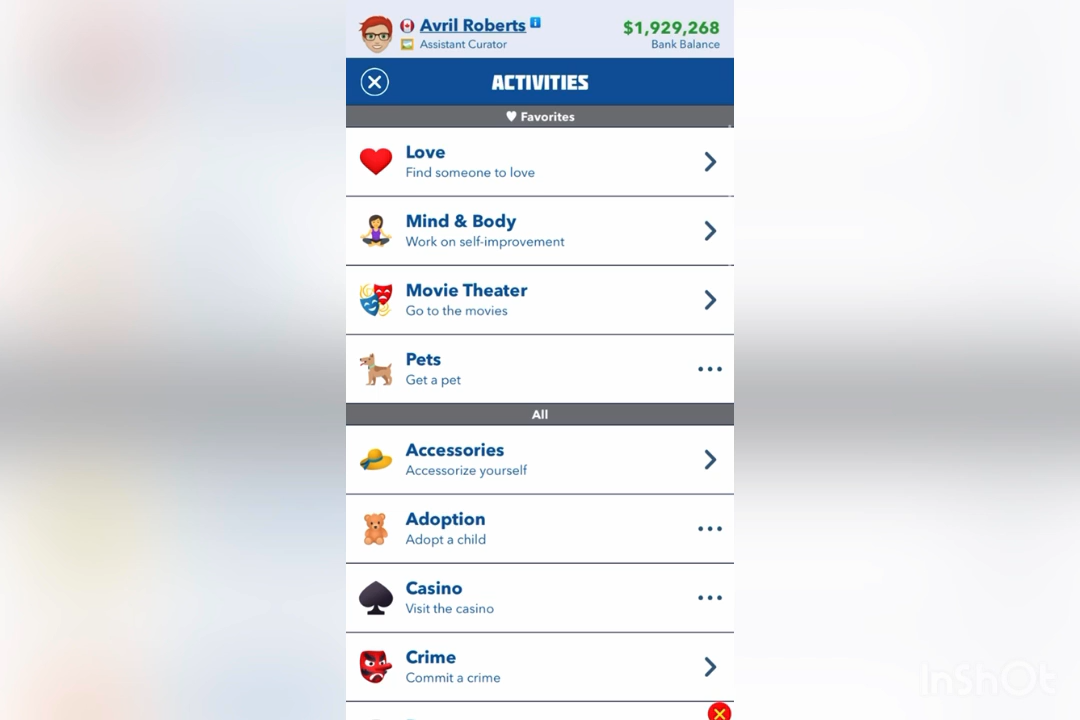 Avril Roberts
$1,929,268
Assistant Curator
Bank Balance
ACTIVITIES
Favorites
Love
Find someone to love
Mind & Body
Work on self-improvement
Movie Theater
Go to the movies
Pets
Get a pet
All
Accessories
Accessorize yourself
Adoption
Adopt a child
Casino
Visit the casino
Crime
Commit a crime
InShOt